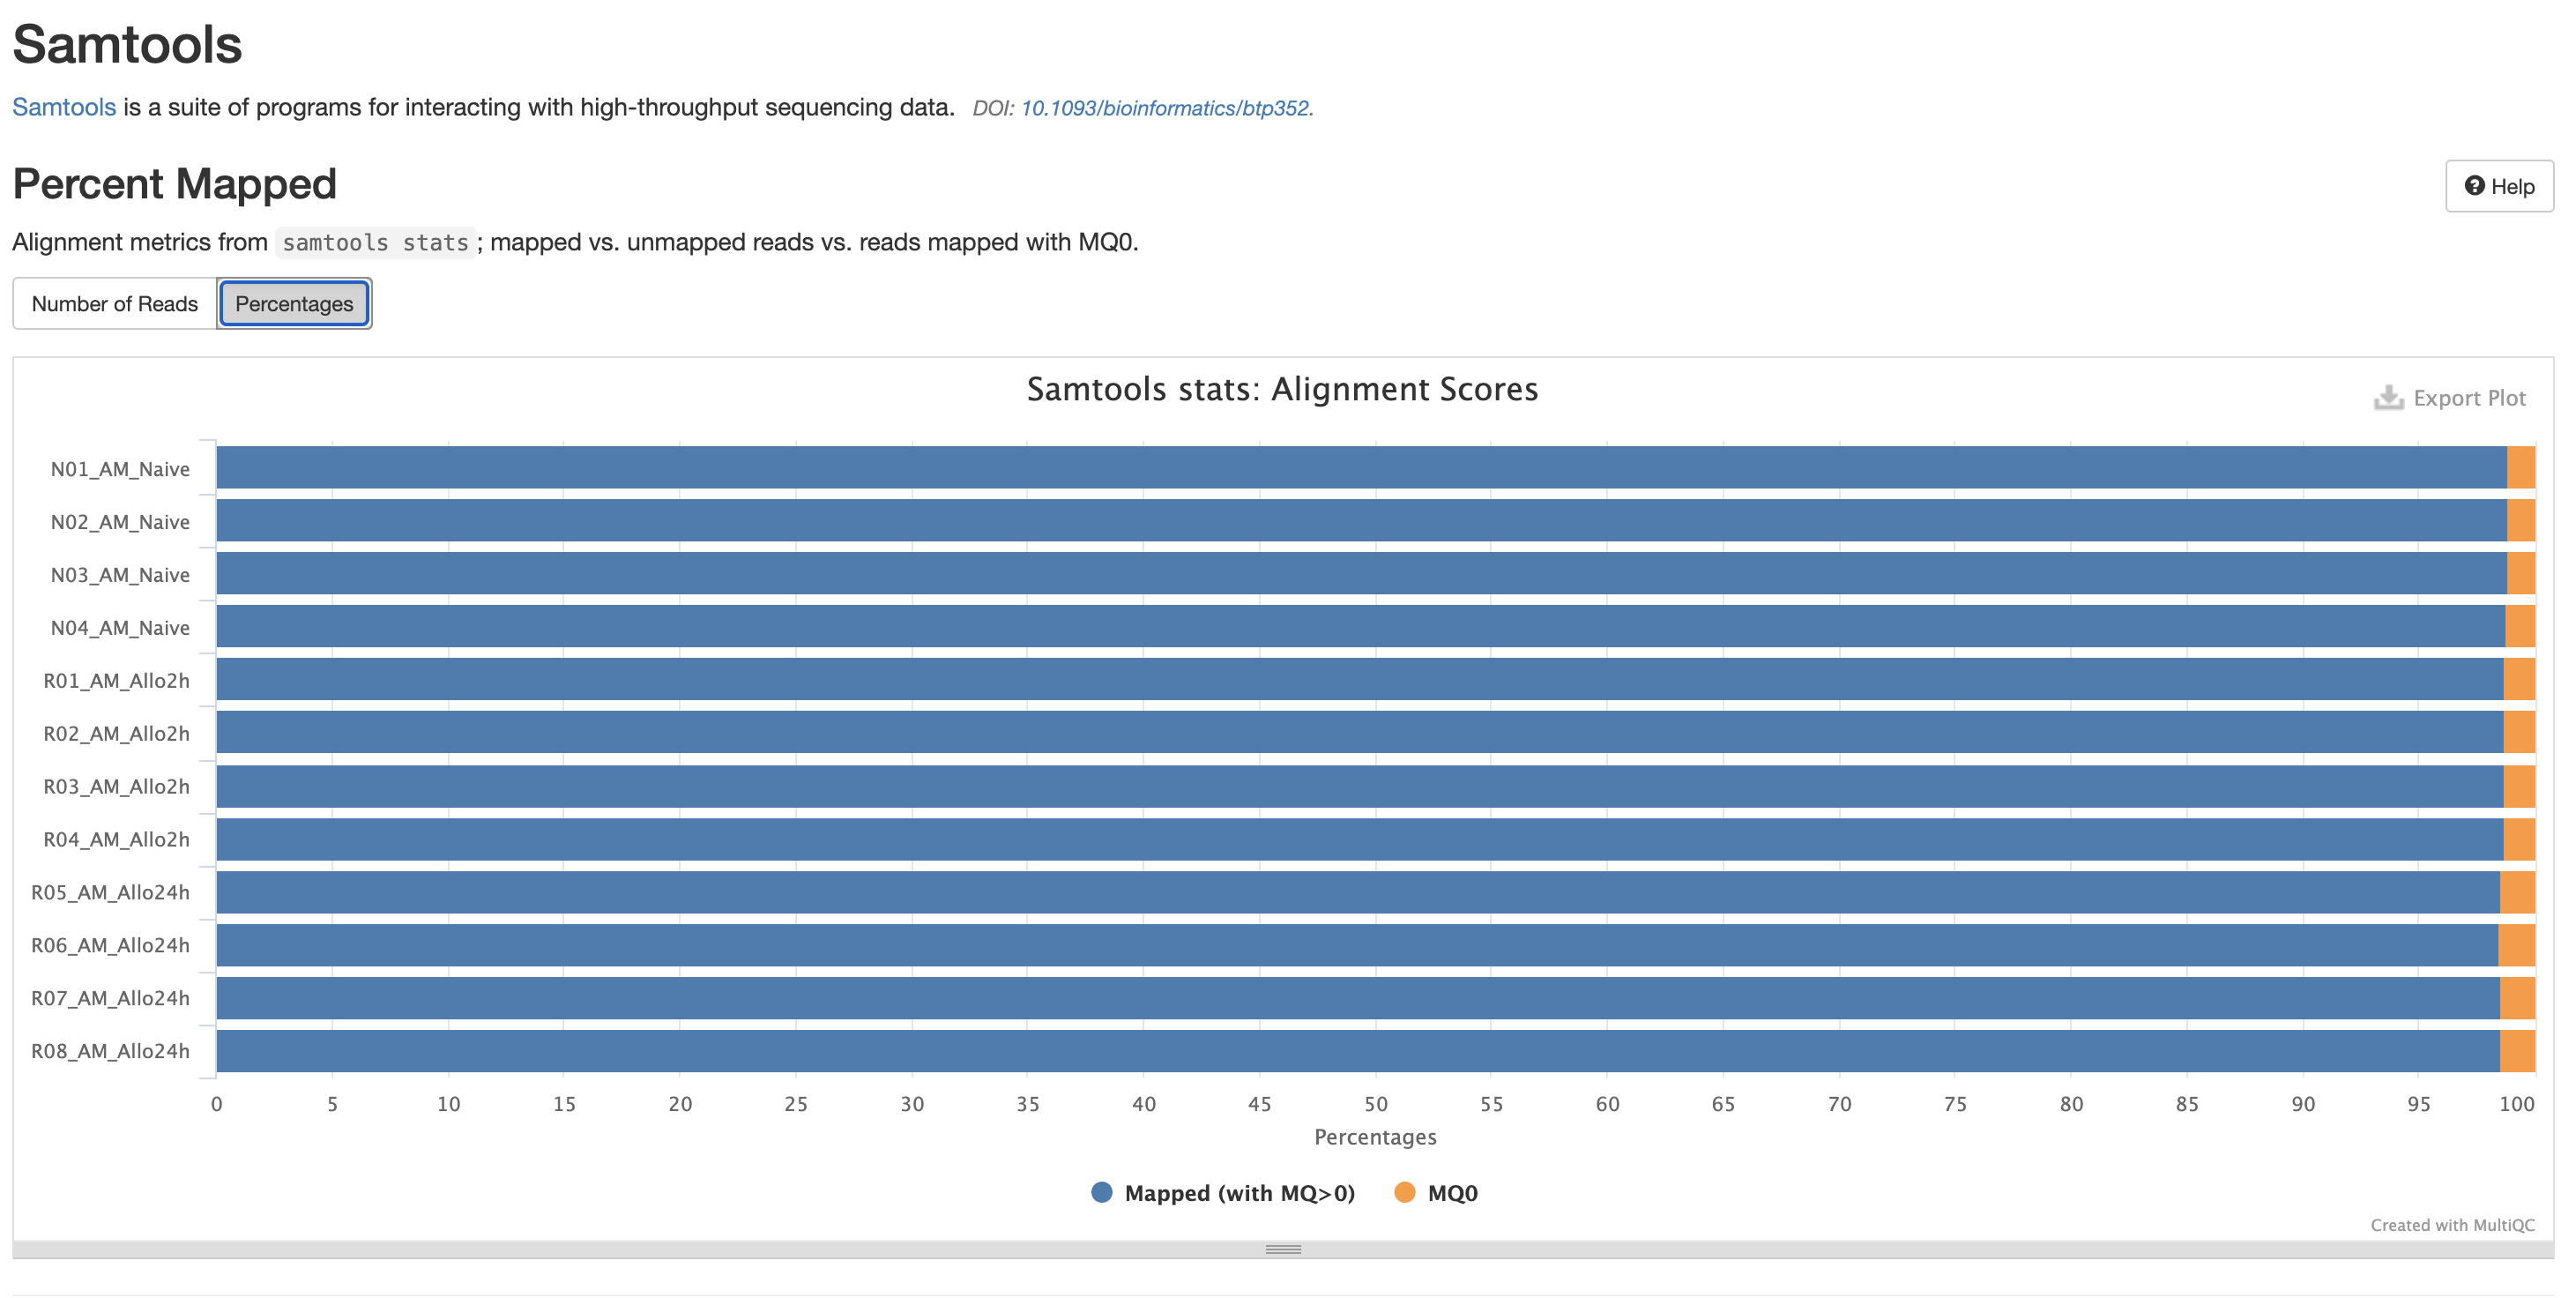 Samtools
Samtools is a suite of programs for interacting with high-throughput sequencing data. DOI: 10.1093/bioinformatics/btp352.
Percent Mapped
Help
Alignment metrics from samtools stats; mapped vs. unmapped reads vs. reads mapped with MQ0.
Number of Reads Percentages
Samtools stats: Alignment Scores
Export Plot
N01_AM_Naive
N02_AM_Naive
N03_AM_Naive
N04_AM_Naive
R01_AM_Allo2h
R02_AM_Allo2h
R03_AM_Allo2h
R04_AM_Allo2h
R05_AM_Allo24h
R06_AM_Allo24h
R07_AM_Allo24h
R08_AM_Allo24h
0 5 10 15 20 25 30 35 40 45 50 55 60 65 70 75 80 85 90 95 100
Percentages
Mapped (with MQ>0) MQ0
Created with MultiQC